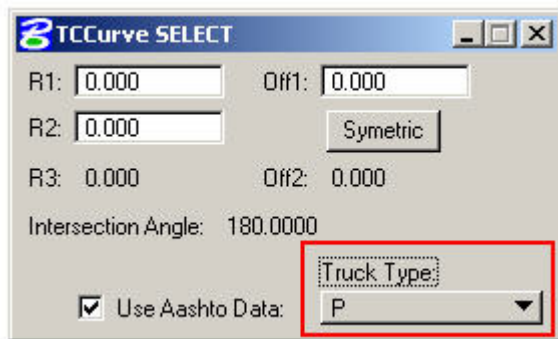 TCCurve SELECT
R1: 0.000 Off1: 0.000
R2: 0.000 Symetric
R3: 0.000 Off2: 0.000
Intersection Angle: 180.0000
Truck Type:
Use Aashto Data: P